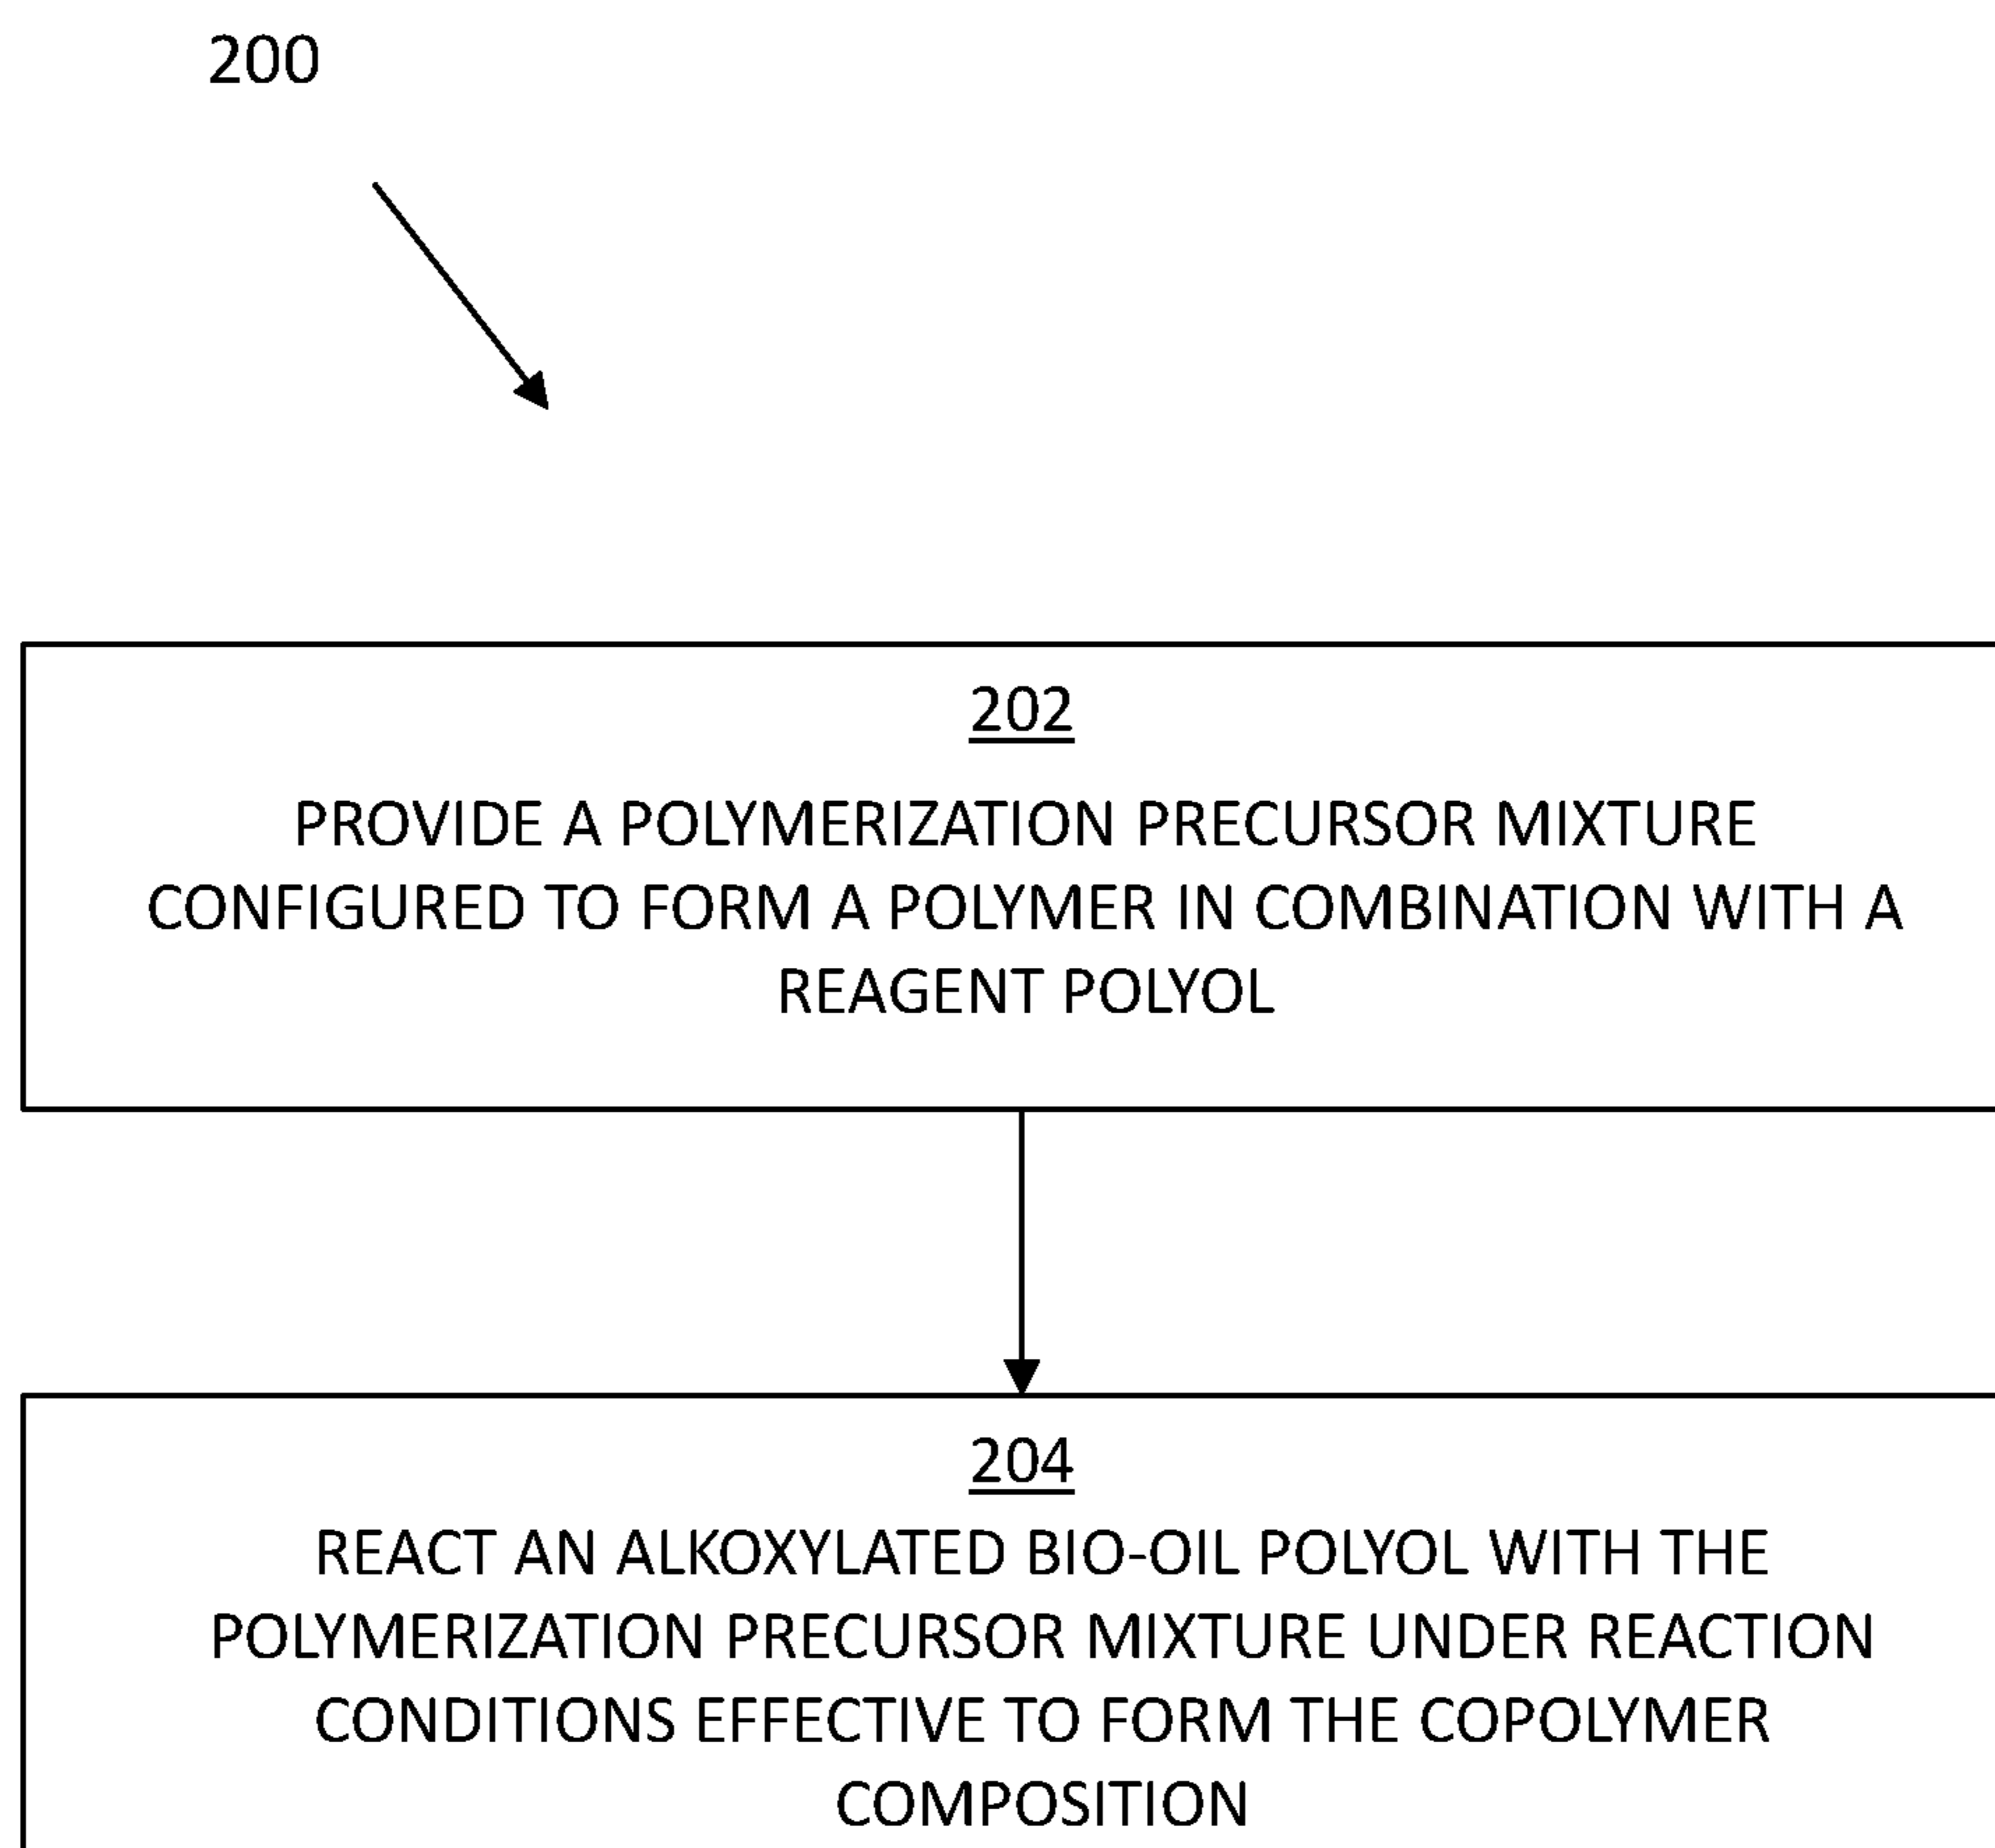 200
202
PROVIDE A POLYMERIZATION PRECURSOR MIXTURE
CONFIGURED TO FORM A POLYMER IN COMBINATION WITH A
REAGENT POLYOL
204
REACT AN ALKOXYLATED BIO-OIL POLYOL WITH THE
POLYMERIZATION PRECURSOR MIXTURE UNDER REACTION
CONDITIONS EFFECTIVE TO FORM THE COPOLYMER
COMPOSITION